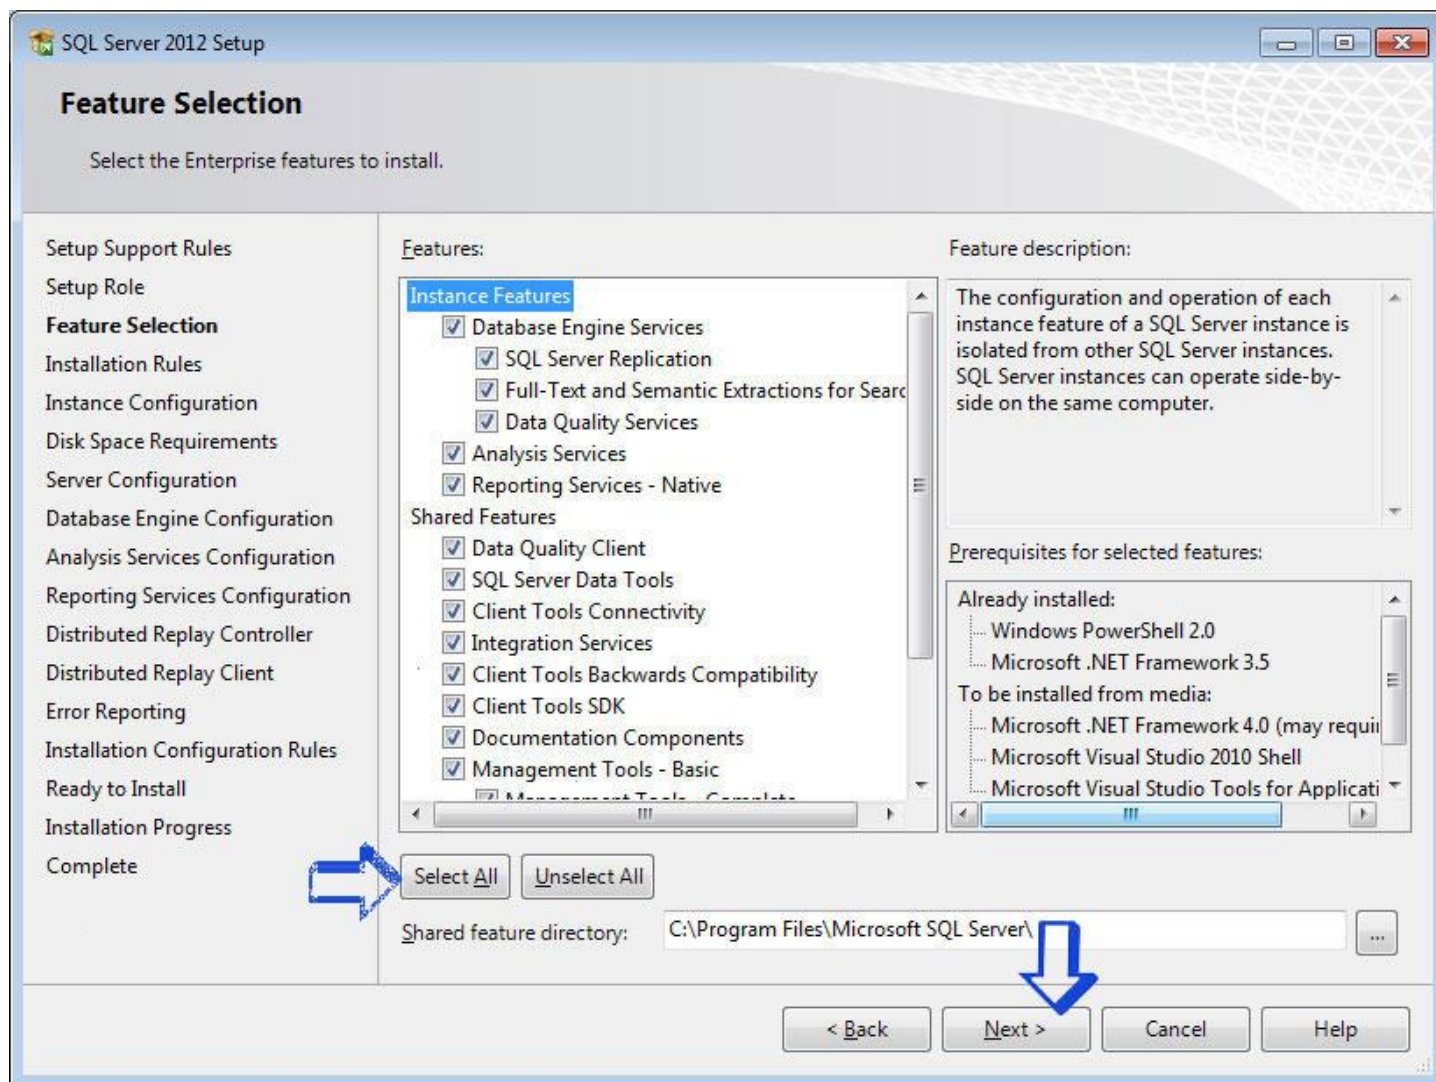 SQL Server 2012 Setup
Feature Selection
Select the Enterprise features to install.
Setup Support Rules
Setup Role
Feature Selection
Installation Rules
Instance Configuration
Disk Space Requirements
Server Configuration
Database Engine Configuration
Analysis Services Configuration
Reporting Services Configuration
Distributed Replay Controller
Distributed Replay Client
Error Reporting
Installation Configuration Rules
Ready to Install
Installation Progress
Complete
Features:
Instance Features
Database Engine Services
SQL Server Replication
Full-Text and Semantic Extractions for Searc
Data Quality Services
Analysis Services
Reporting Services - Native
Shared Features
Data Quality Client
SQL Server Data Tools
Client Tools Connectivity
Integration Services
Client Tools Backwards Compatibility
Client Tools SDK
Documentation Components
Management Tools - Basic
Management Tools - Complete
Feature description:
The configuration and operation of each
instance feature of a SQL Server instance is
isolated from other SQL Server instances.
SQL Server instances can operate side-by-
side on the same computer.
Prerequisites for selected features:
Already installed:
Windows PowerShell 2.0
Microsoft .NET Framework 3.5
To be installed from media:
Microsoft .NET Framework 4.0 (may requir
Microsoft Visual Studio 2010 Shell
Microsoft Visual Studio Tools for Applicati
Select All
Unselect All
Shared feature directory:
C:\Program Files\Microsoft SQL Server\
...
< Back
Next >
Cancel
Help